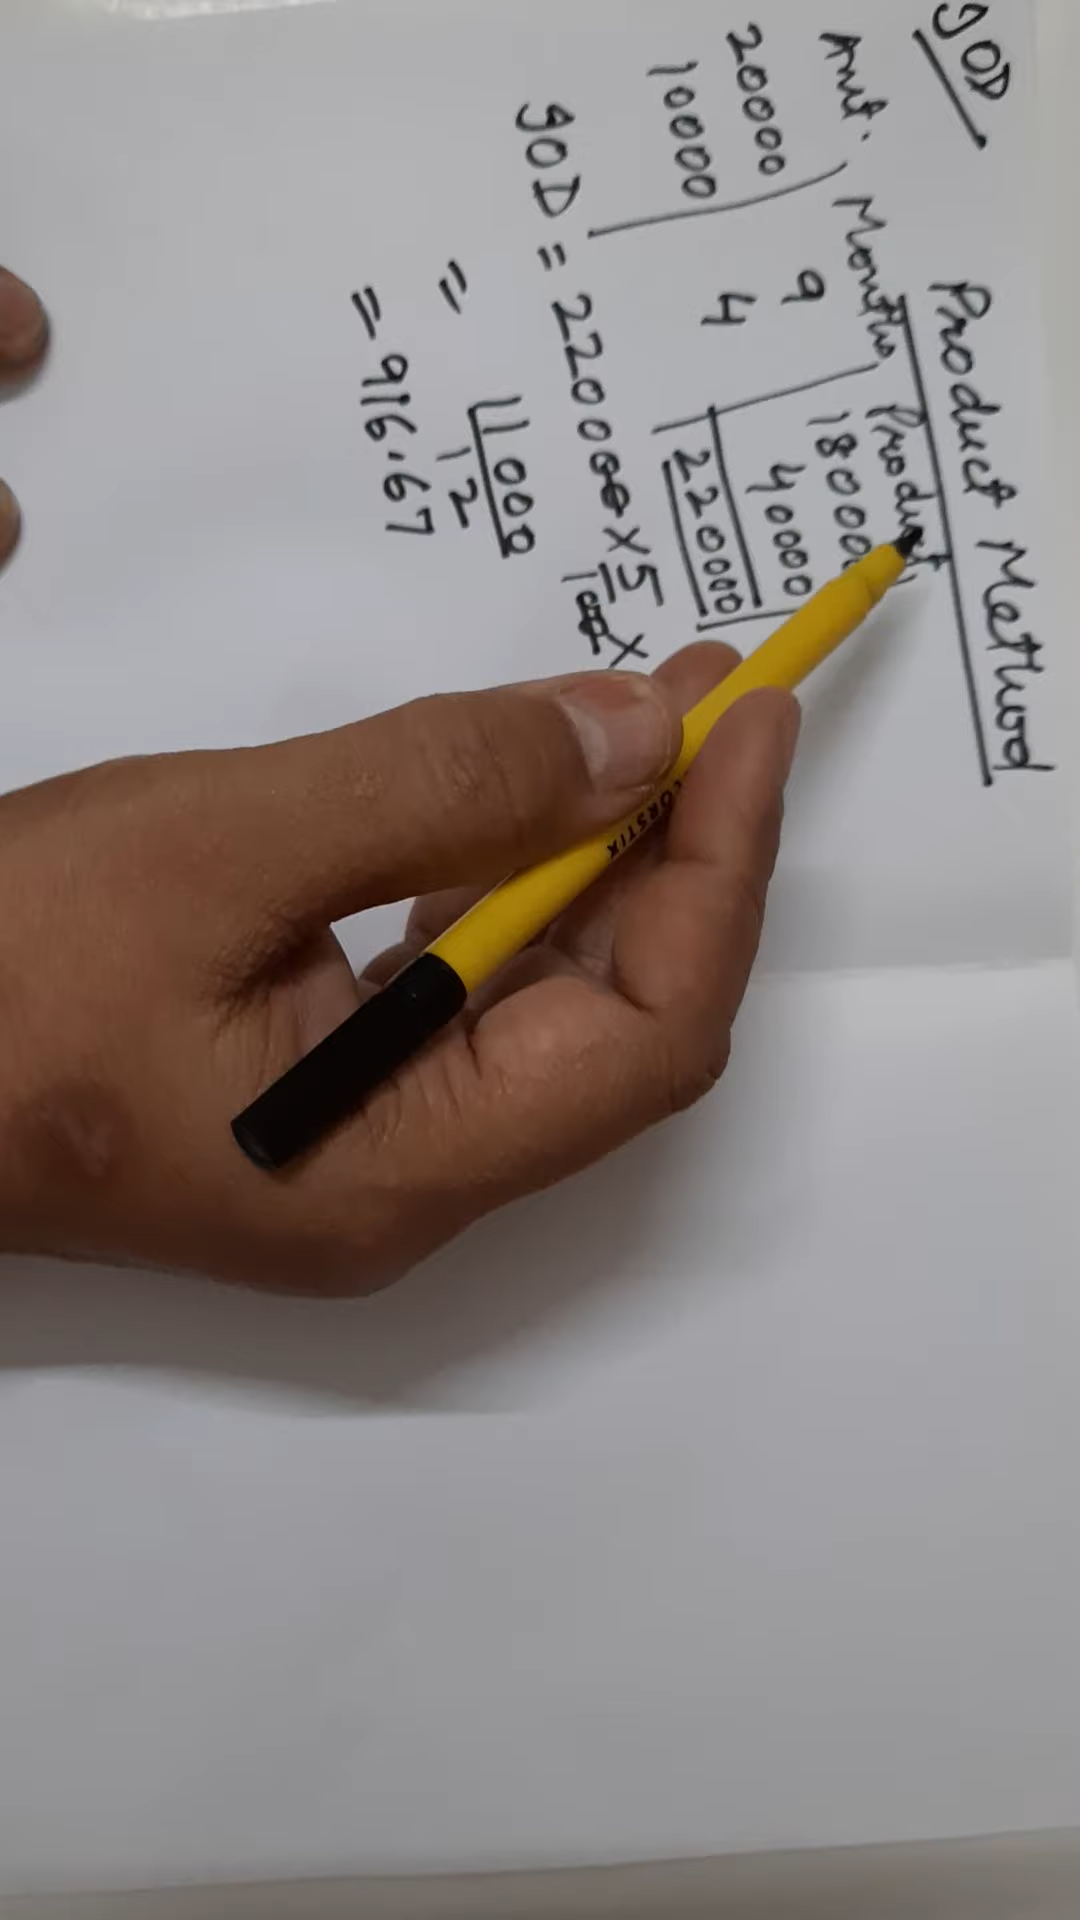 IOD
Product Method
Amt. Months Product
20000 9 18000
10000 4 40000
220000
IOD = 220000 × 5
100 ×
= 11000
12
= 916.67